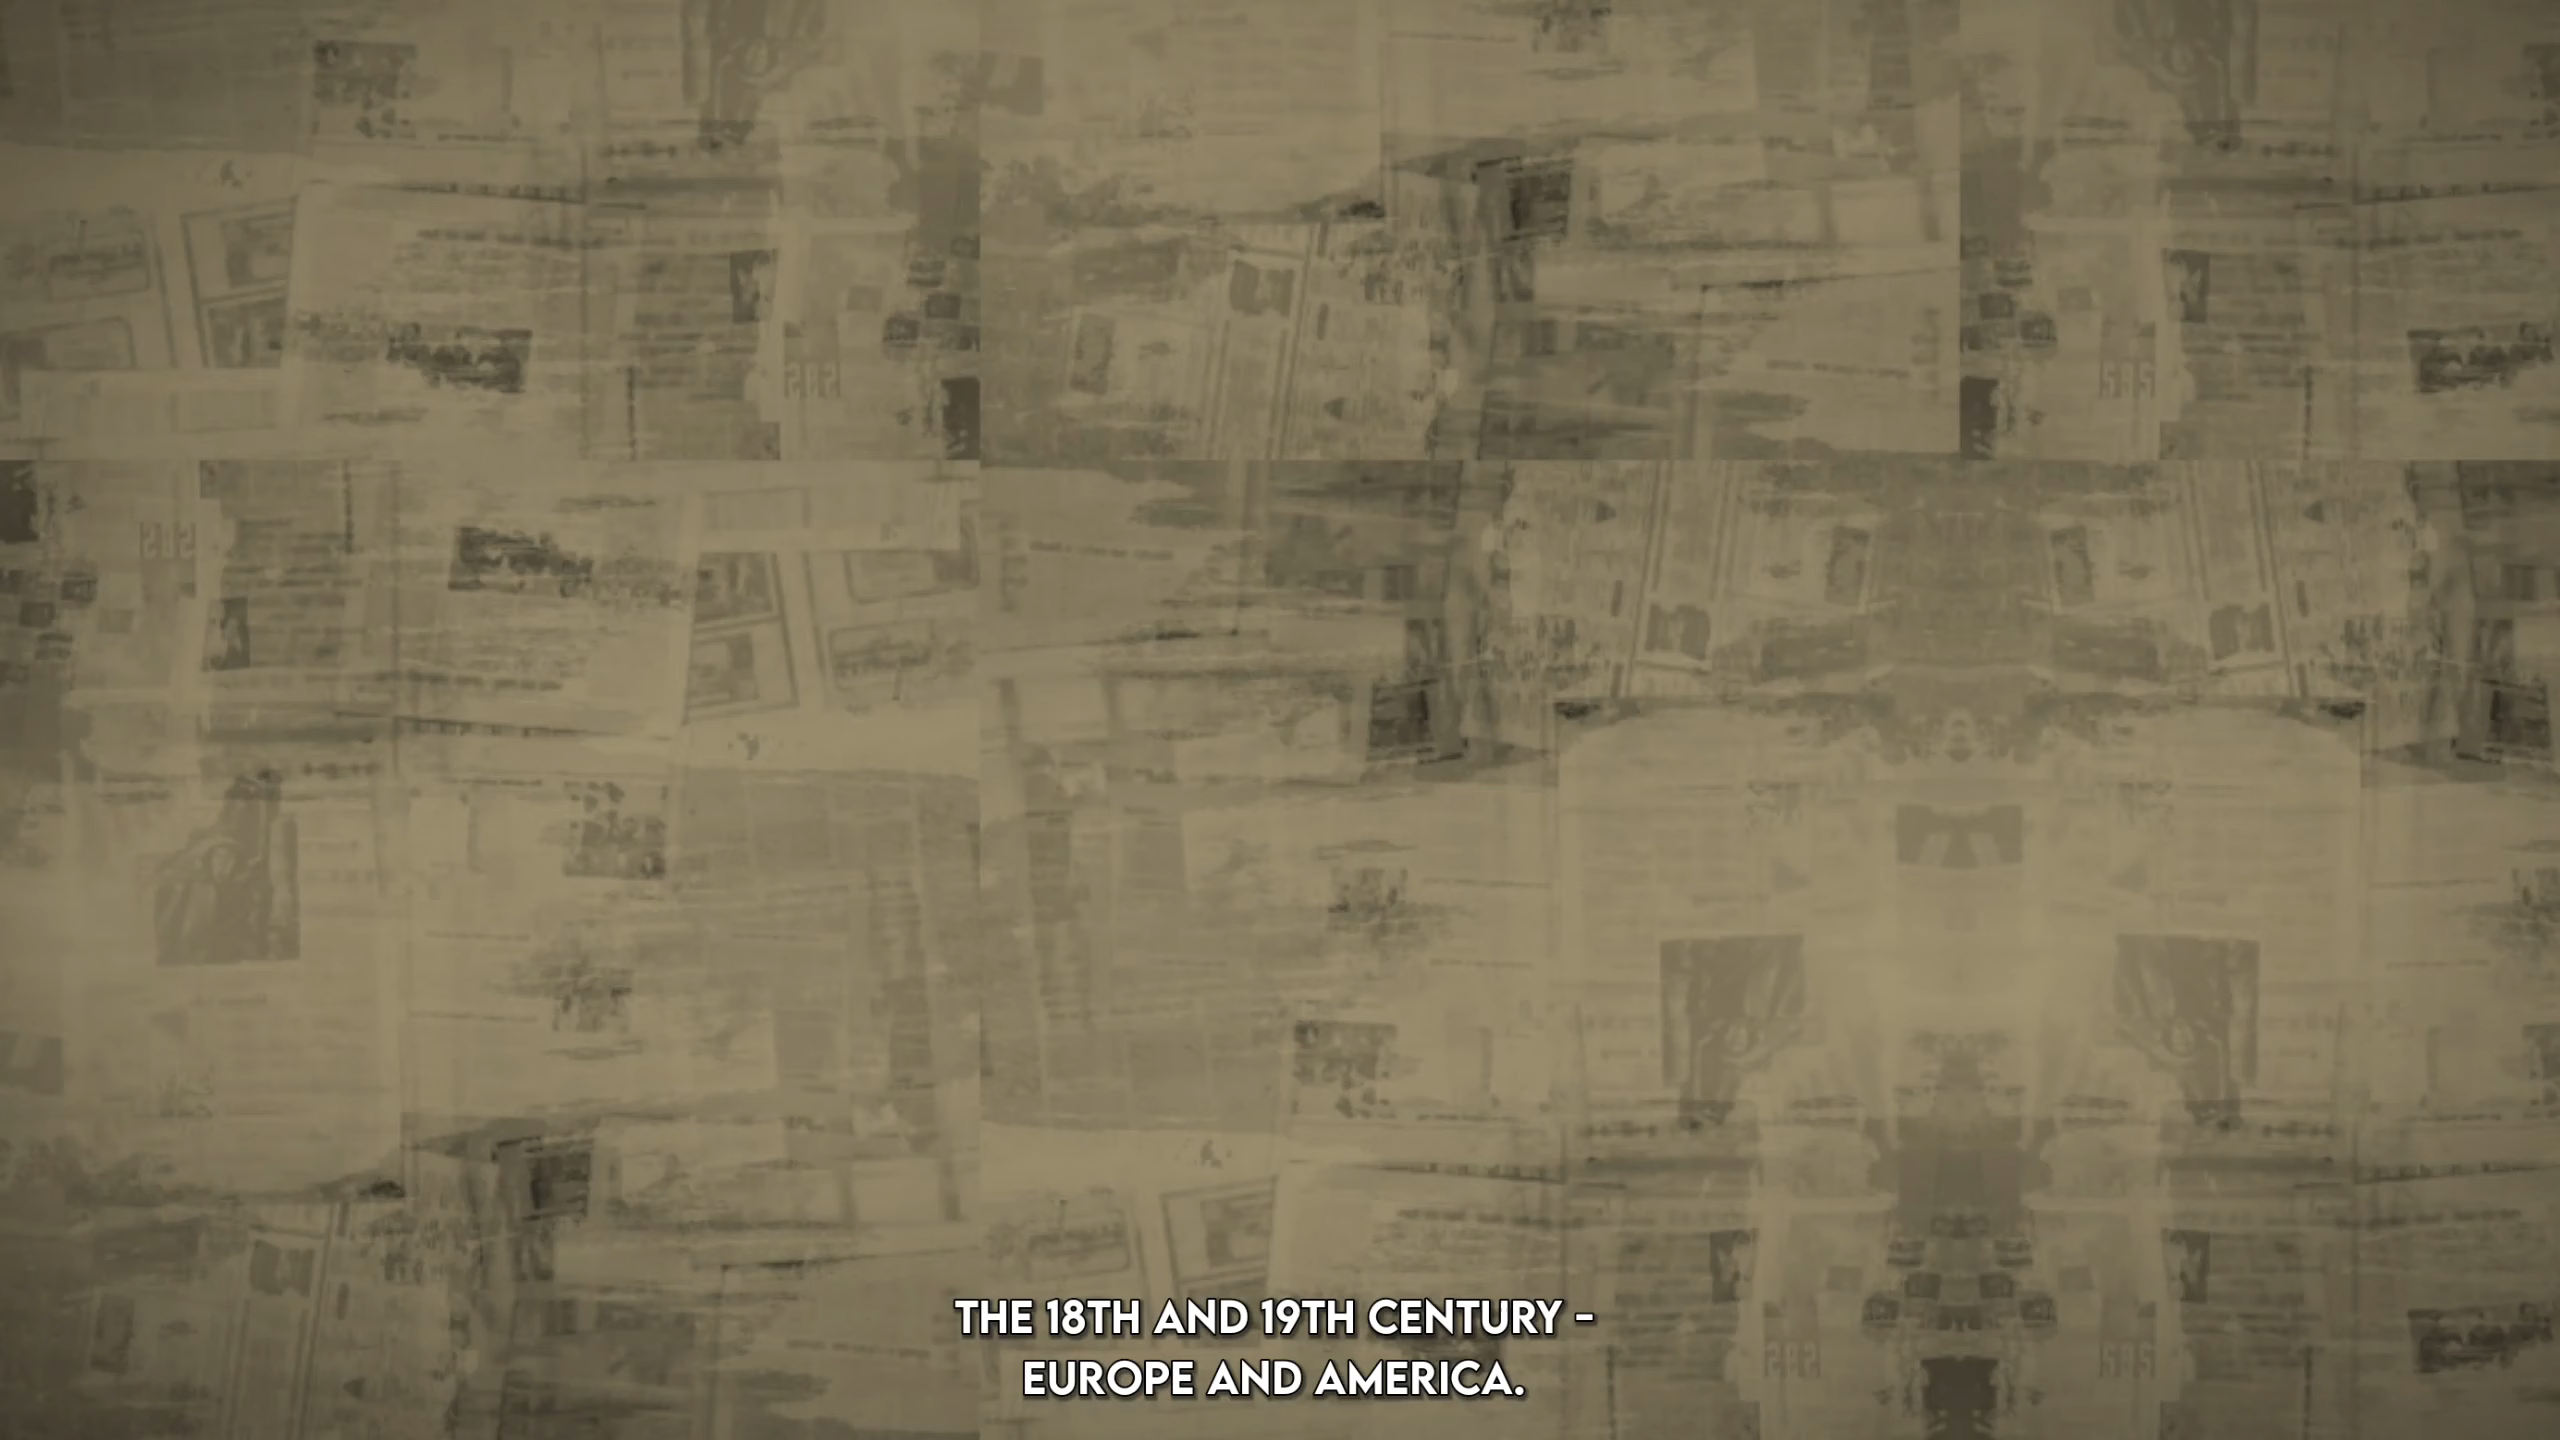 THE 18TH AND 19TH CENTURY -
EUROPE AND AMERICA.